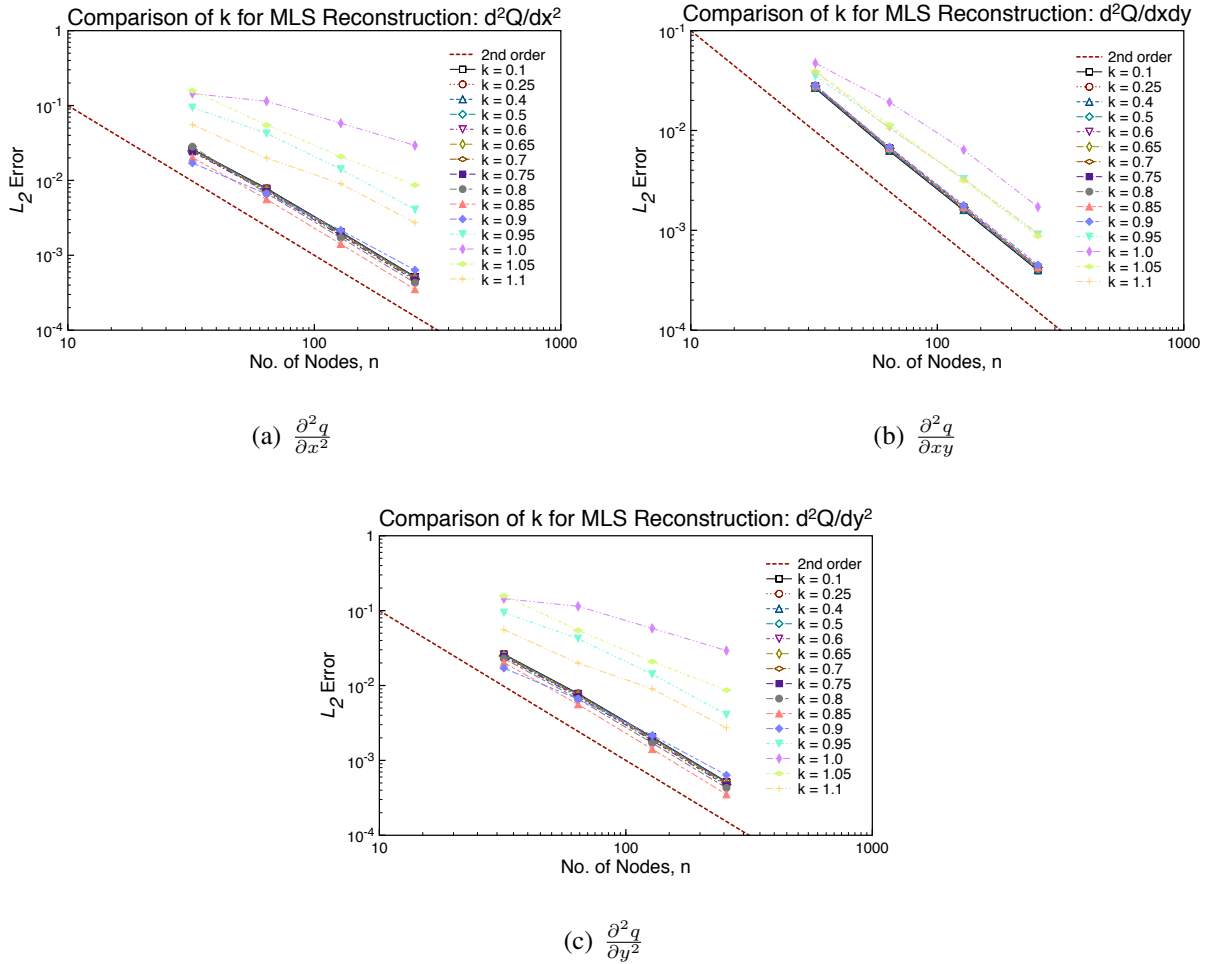 Comparison of k for MLS Reconstruction: d²Q/dx²
1
10⁻¹
10⁻²
10⁻³
10⁻⁴
L₂ Error
2nd order
k = 0.1
k = 0.25
k = 0.4
k = 0.5
k = 0.6
k = 0.65
k = 0.7
k = 0.75
k = 0.8
k = 0.85
k = 0.9
k = 0.95
k = 1.0
k = 1.05
k = 1.1
10 100 1000
No. of Nodes, n
(a) ∂²q/∂x²
Comparison of k for MLS Reconstruction: d²Q/dxdy
10⁻¹
10⁻²
10⁻³
10⁻⁴
L₂ Error
2nd order
k = 0.1
k = 0.25
k = 0.4
k = 0.5
k = 0.6
k = 0.65
k = 0.7
k = 0.75
k = 0.8
k = 0.85
k = 0.9
k = 0.95
k = 1.0
k = 1.05
k = 1.1
10 100 1000
No. of Nodes, n
(b) ∂²q/∂xy
Comparison of k for MLS Reconstruction: d²Q/dy²
1
10⁻¹
10⁻²
10⁻³
10⁻⁴
L₂ Error
2nd order
k = 0.1
k = 0.25
k = 0.4
k = 0.5
k = 0.6
k = 0.65
k = 0.7
k = 0.75
k = 0.8
k = 0.85
k = 0.9
k = 0.95
k = 1.0
k = 1.05
k = 1.1
10 100 1000
No. of Nodes, n
(c) ∂²q/∂y²